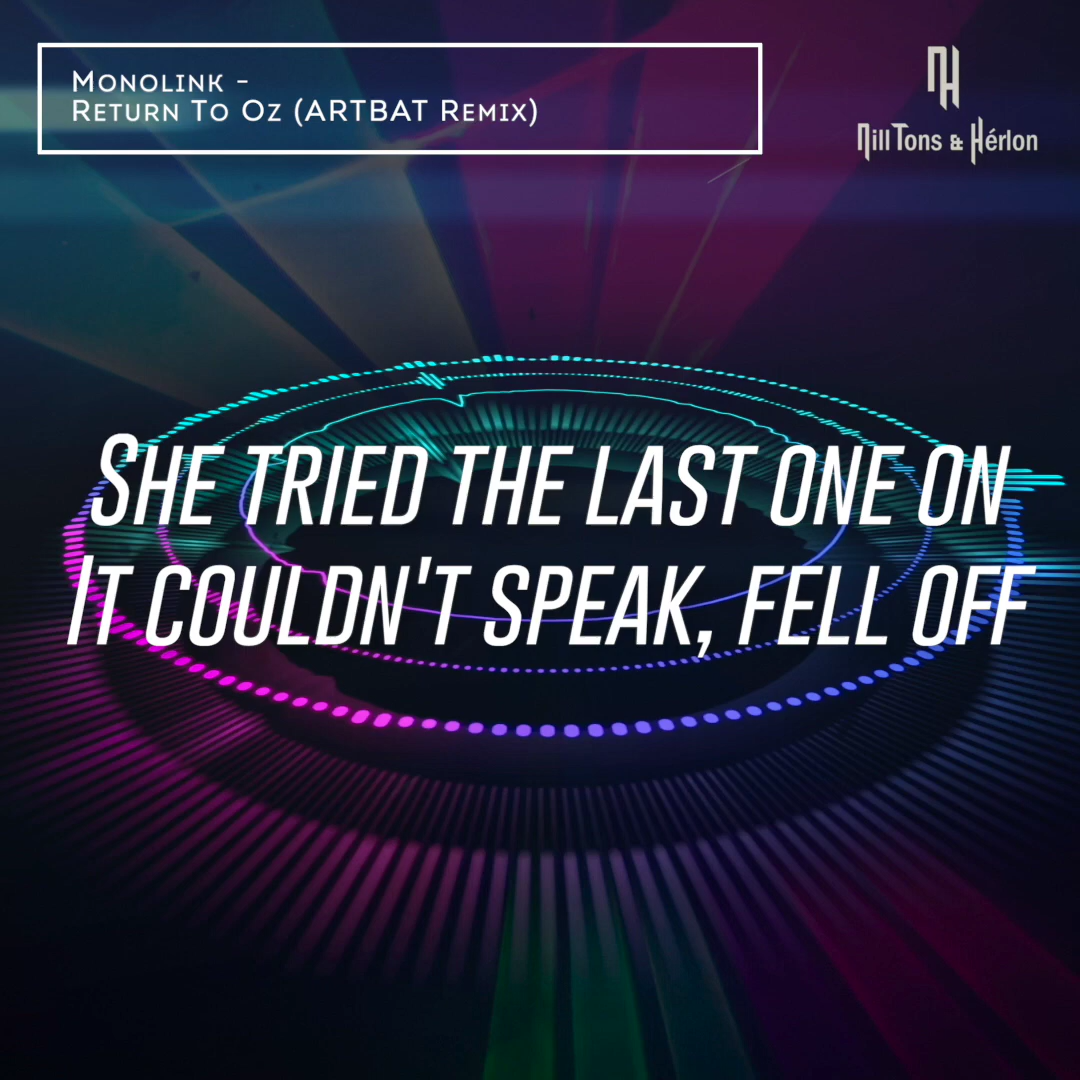 Monolink -
Return To Oz (ARTBAT Remix)
NH
Nill Tons & Hérlon
She tried the last one on
It couldn't speak, fell off